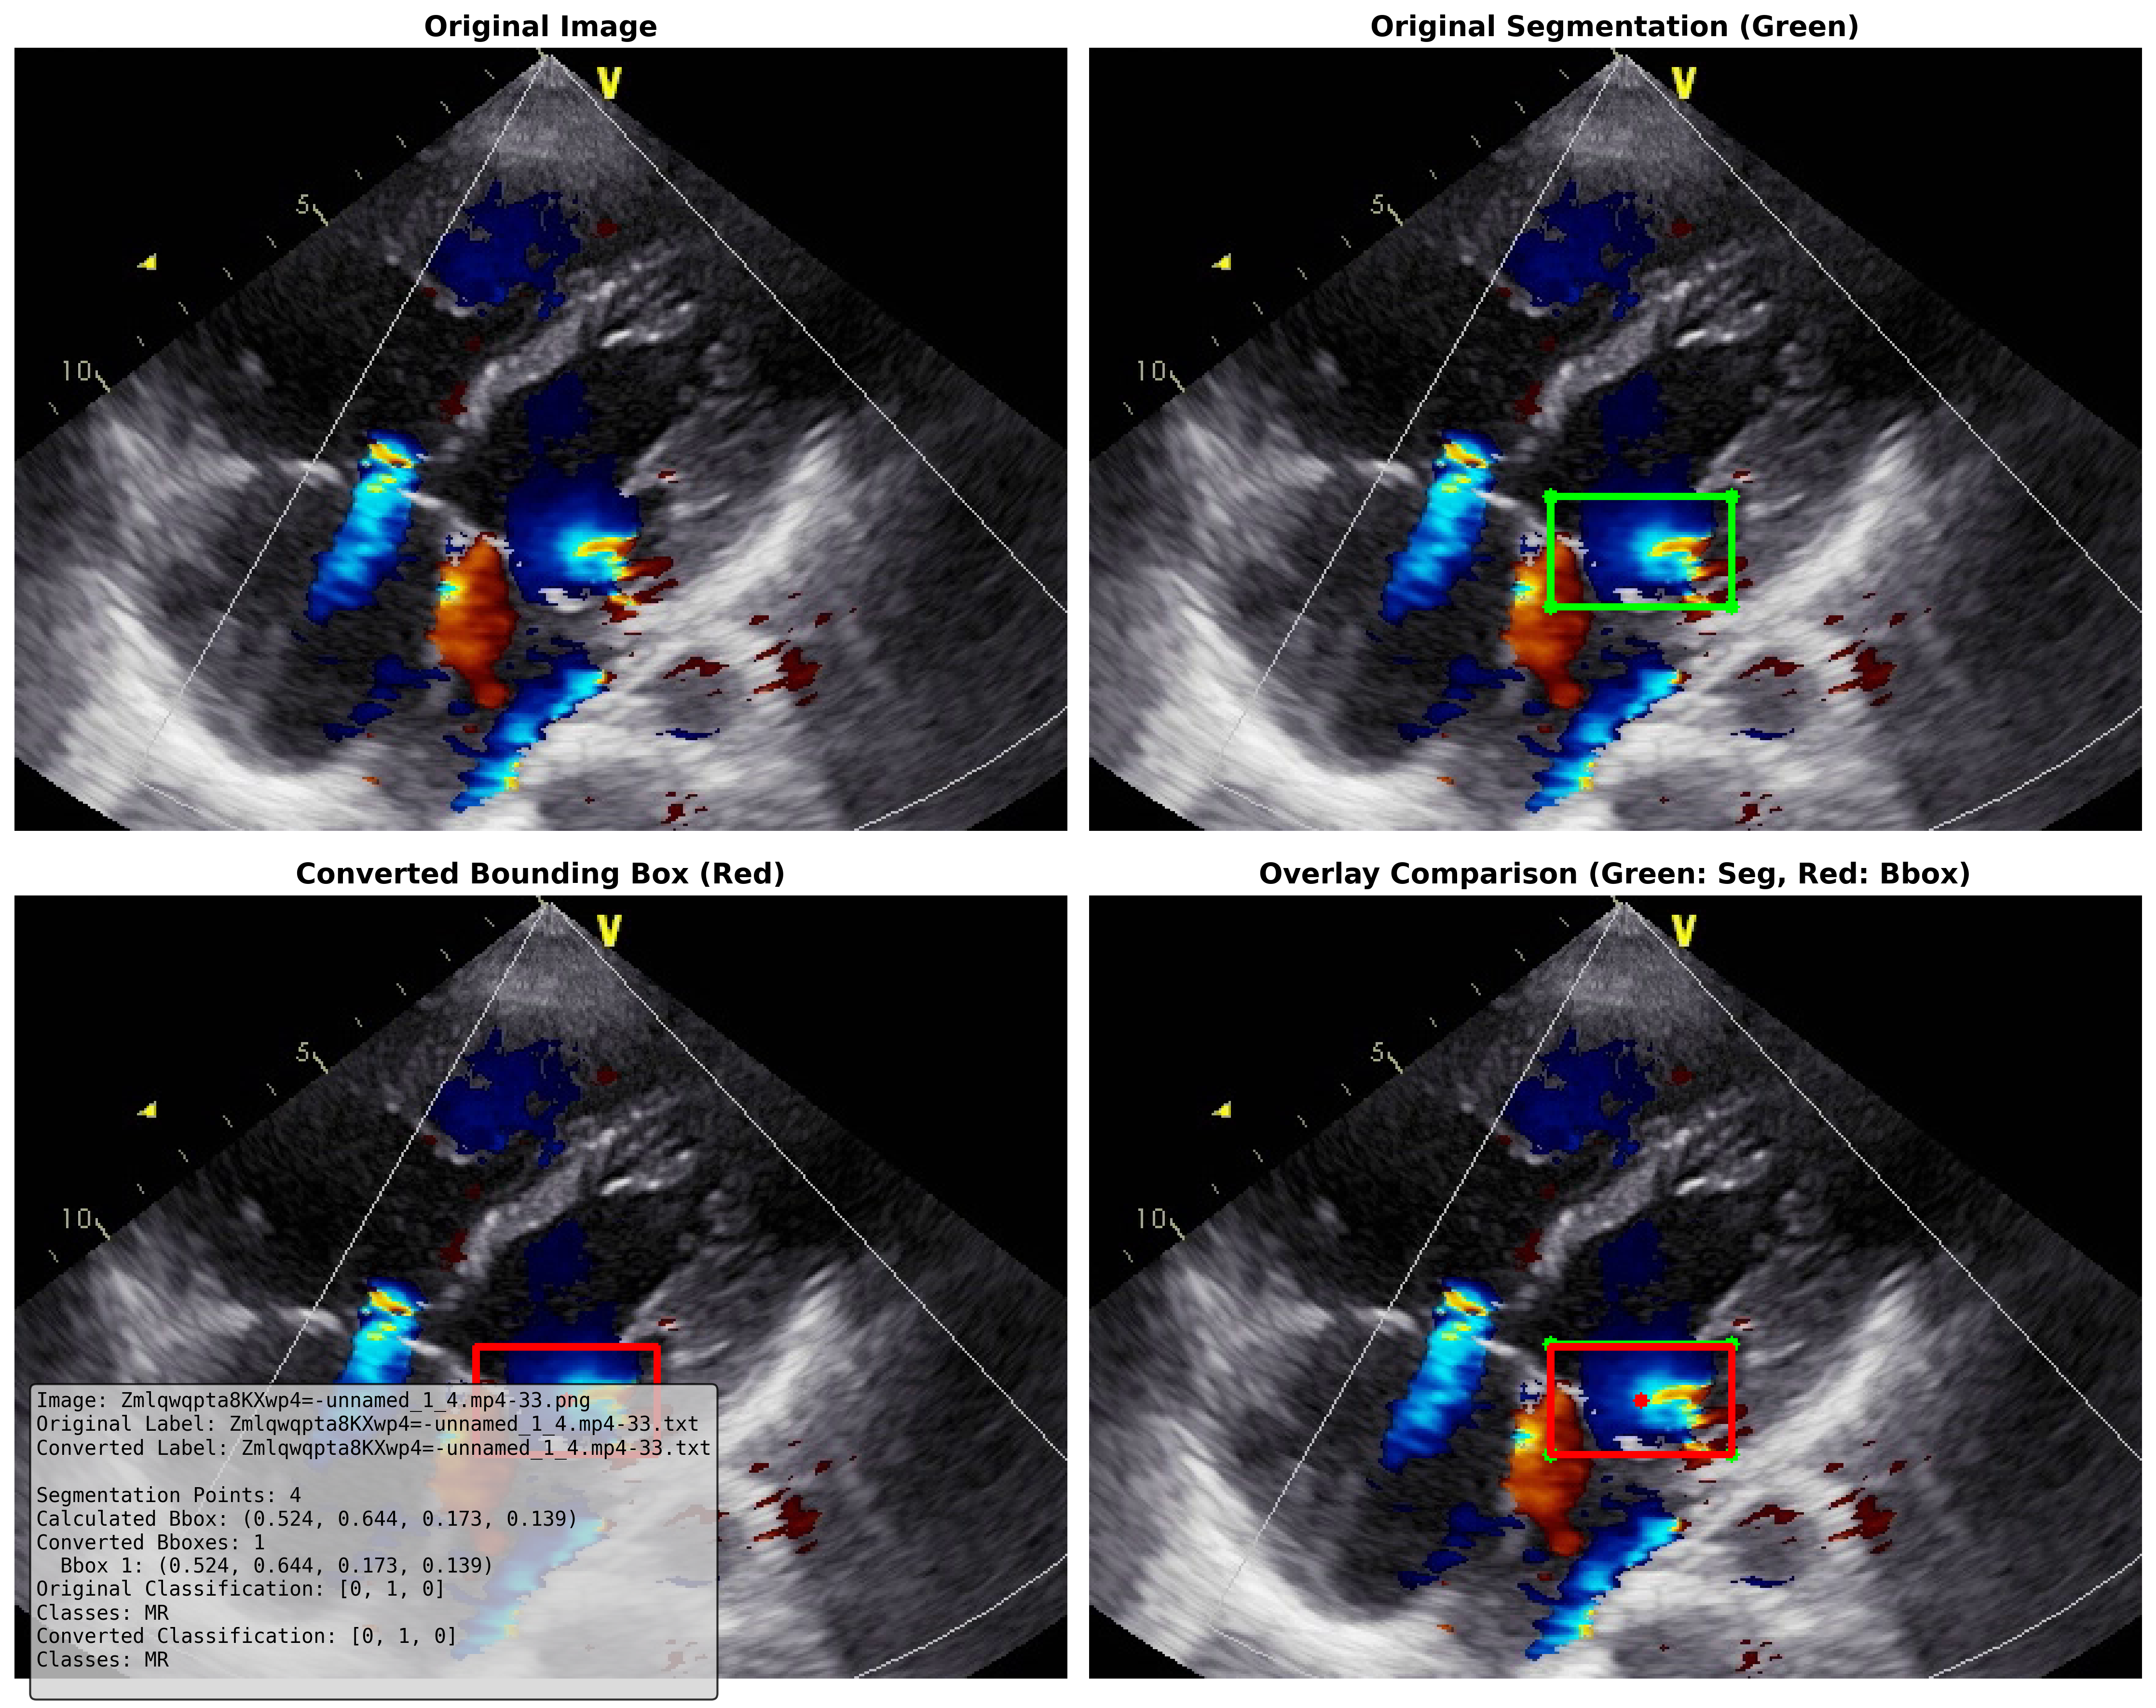 Original Image
Original Segmentation (Green)
V
5
10
V
5
10
Converted Bounding Box (Red)
Overlay Comparison (Green: Seg, Red: Bbox)
V
5
10
V
5
10
Image: Zmlqwqpta8KXwp4=-unnamed_1_4.mp4-33.png
Original Label: Zmlqwqpta8KXwp4=-unnamed_1_4.mp4-33.txt
Converted Label: Zmlqwqpta8KXwp4=-unnamed_1_4.mp4-33.txt
Segmentation Points: 4
Calculated Bbox: (0.524, 0.644, 0.173, 0.139)
Converted Bboxes: 1
Bbox 1: (0.524, 0.644, 0.173, 0.139)
Original Classification: [0, 1, 0]
Classes: MR
Converted Classification: [0, 1, 0]
Classes: MR